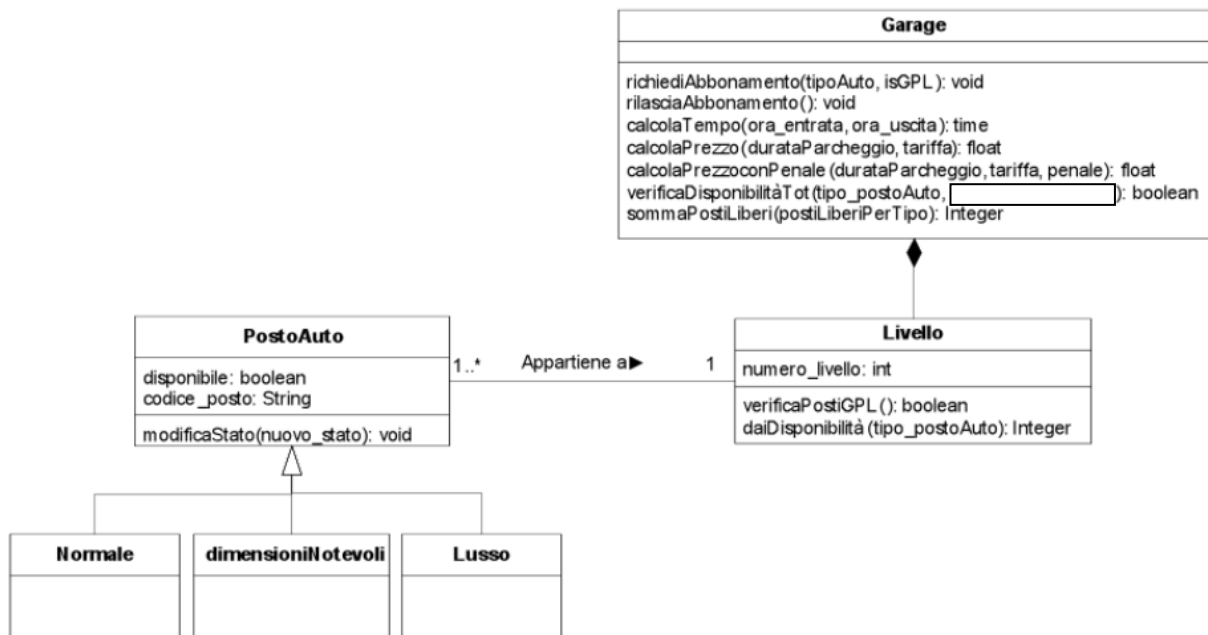 Garage
richiediAbbonamento(tipoAuto, isGPL): void
rilasciaAbbonamento(): void
calcolaTempo(ora_entrata, ora_uscita): time
calcolaPrezzo(durataParcheggio, tariffa): float
calcolaPrezzoconPenale(durataParcheggio, tariffa, penale): float
verificaDisponibilitàTot(tipo_postoAuto, ): boolean
sommaPostiLiberi(postiLiberiPerTipo): Integer
PostoAuto
disponibile: boolean
codice_posto: String
modificaStato(nuovo_stato): void
1..* Appartiene a▶ 1
Livello
numero_livello: int
verificaPostiGPL(): boolean
daiDisponibilità(tipo_postoAuto): Integer
Normale
dimensioniNotevoli
Lusso